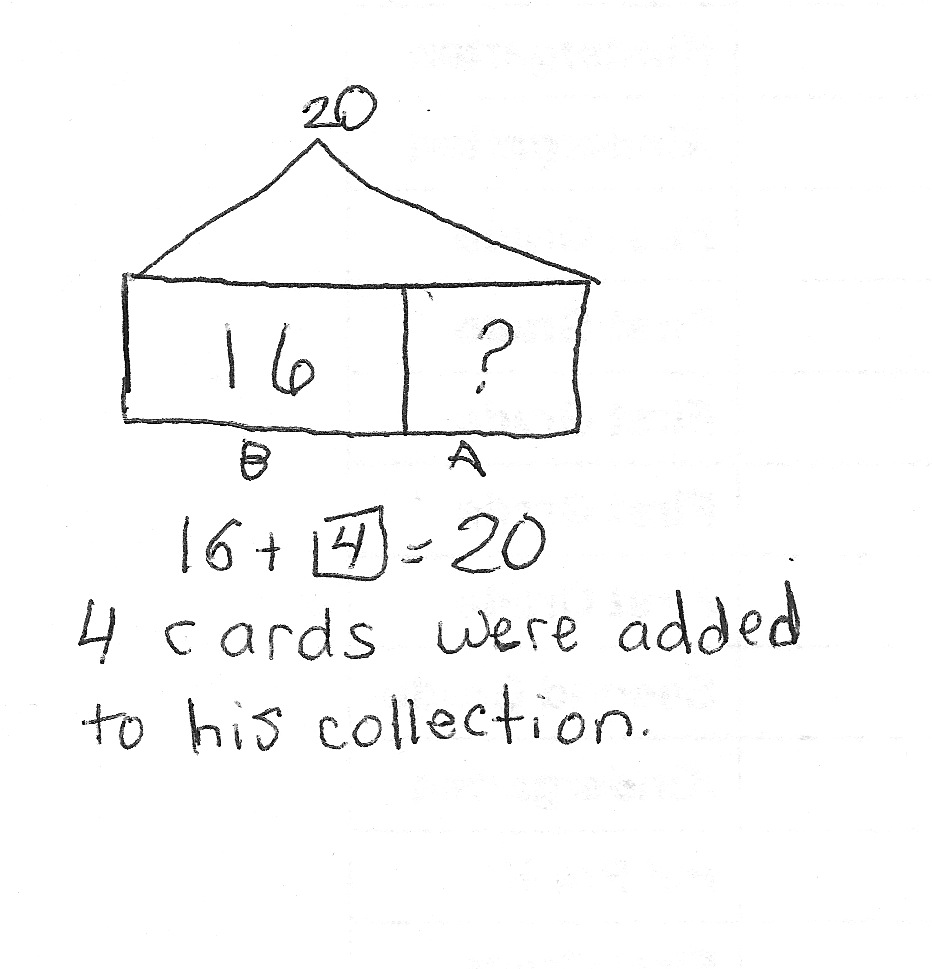 20
16 ?
B A
16 + 4 = 20
4 cards were added
to his collection.